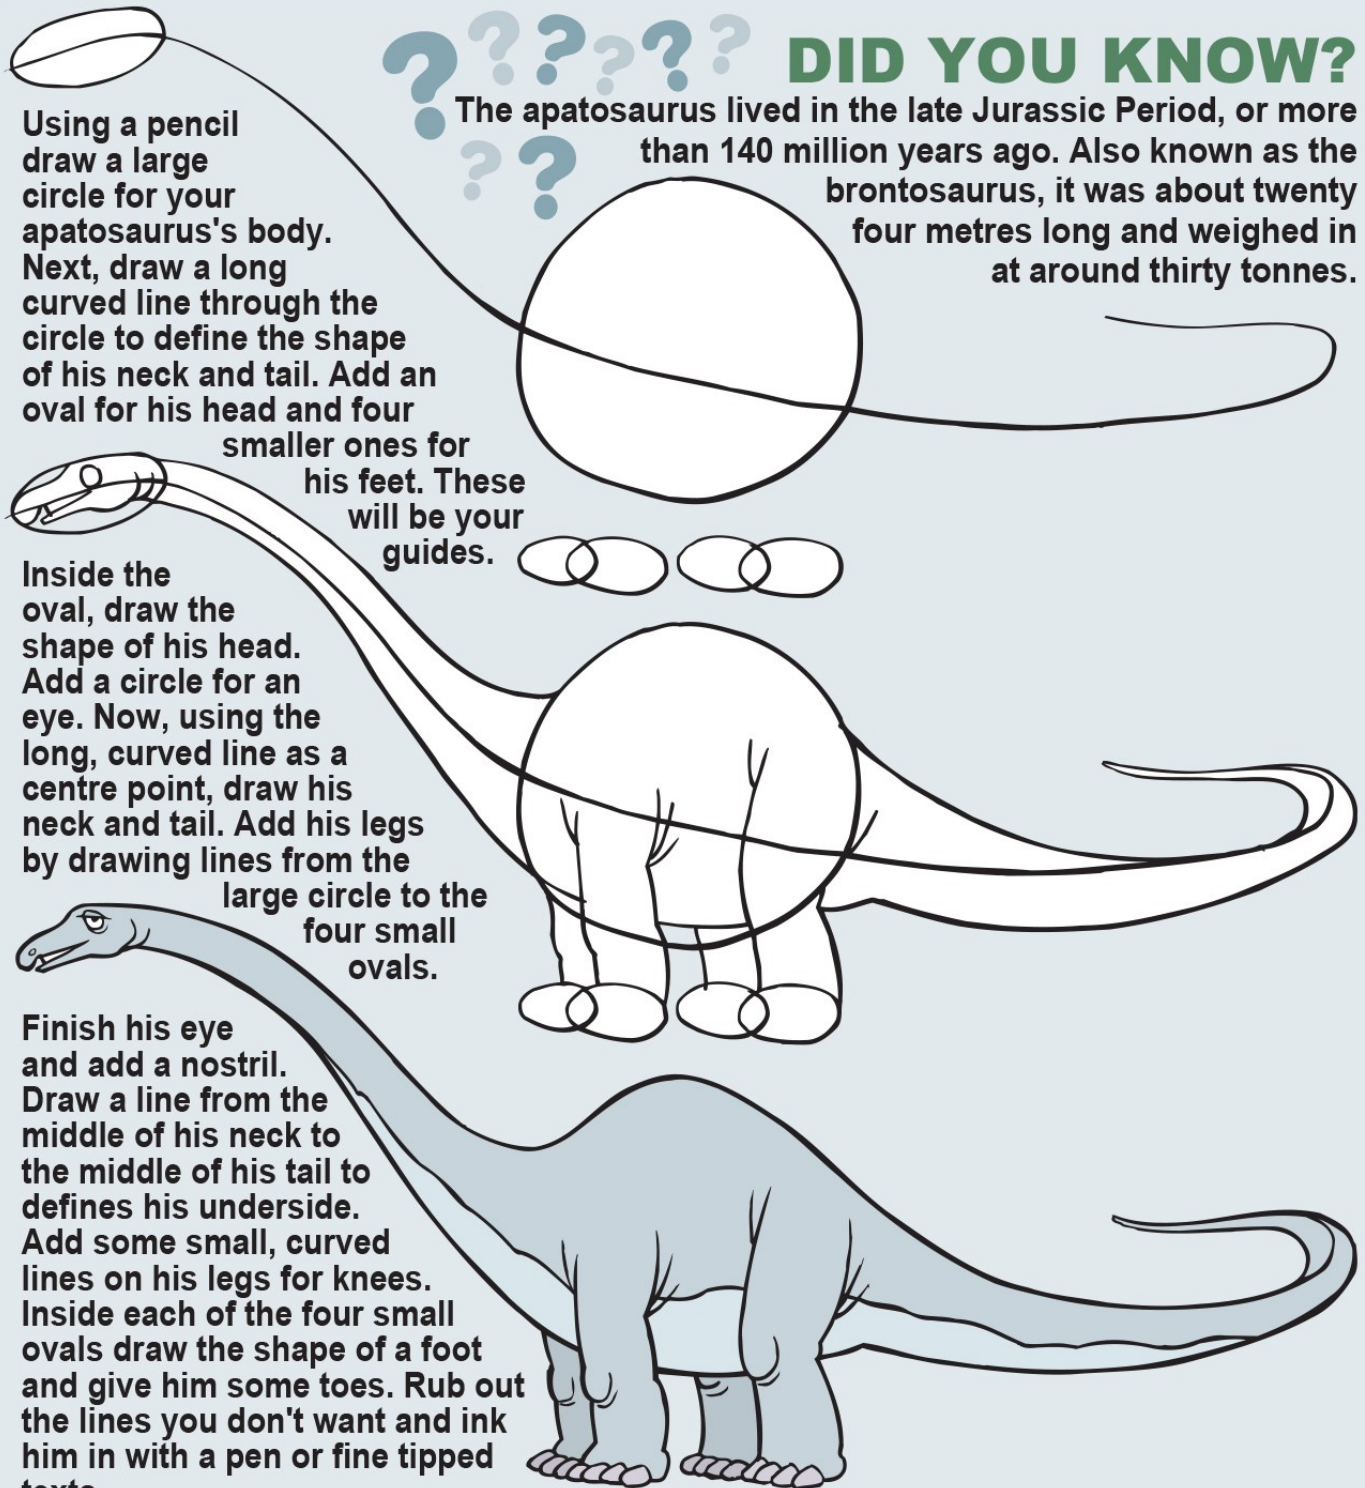 DID YOU KNOW?
The apatosaurus lived in the late Jurassic Period, or more
than 140 million years ago. Also known as the
brontosaurus, it was about twenty
four metres long and weighed in
at around thirty tonnes.
Using a pencil
draw a large
circle for your
apatosaurus's body.
Next, draw a long
curved line through the
circle to define the shape
of his neck and tail. Add an
oval for his head and four
smaller ones for
his feet. These
will be your
guides.
Inside the
oval, draw the
shape of his head.
Add a circle for an
eye. Now, using the
long, curved line as a
centre point, draw his
neck and tail. Add his legs
by drawing lines from the
large circle to the
four small
ovals.
Finish his eye
and add a nostril.
Draw a line from the
middle of his neck to
the middle of his tail to
defines his underside.
Add some small, curved
lines on his legs for knees.
Inside each of the four small
ovals draw the shape of a foot
and give him some toes. Rub out
the lines you don't want and ink
him in with a pen or fine tipped